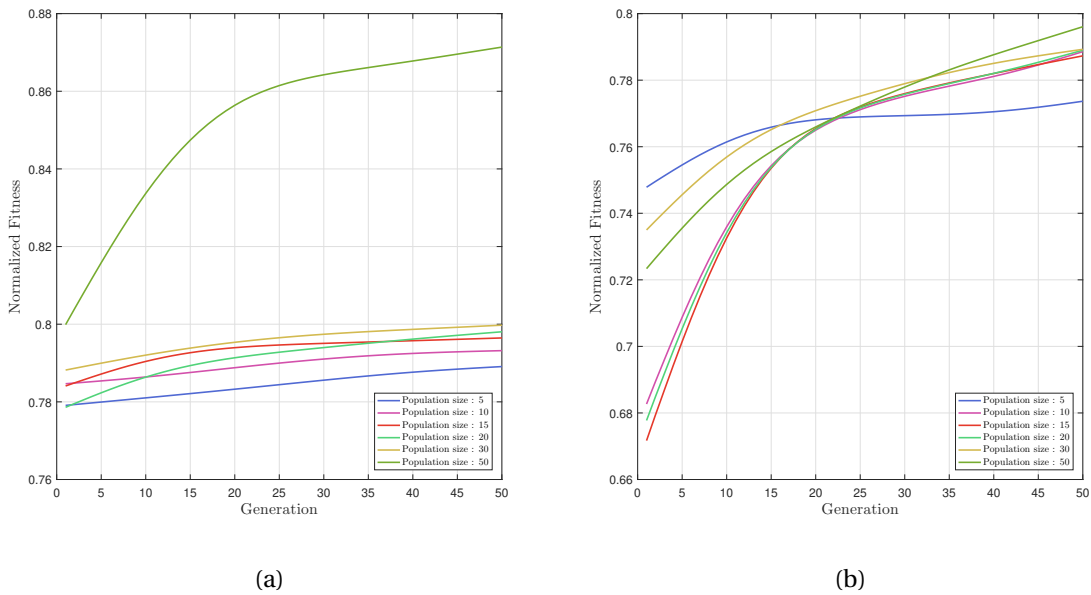 0.88
0.86
0.84
0.82
0.8
0.78
0.76
Normalized Fitness
0 5 10 15 20 25 30 35 40 45 50
Generation
Population size : 5
Population size : 10
Population size : 15
Population size : 20
Population size : 30
Population size : 50
(a)
0.8
0.78
0.76
0.74
0.72
0.7
0.68
0.66
Normalized Fitness
0 5 10 15 20 25 30 35 40 45 50
Generation
Population size : 5
Population size : 10
Population size : 15
Population size : 20
Population size : 30
Population size : 50
(b)